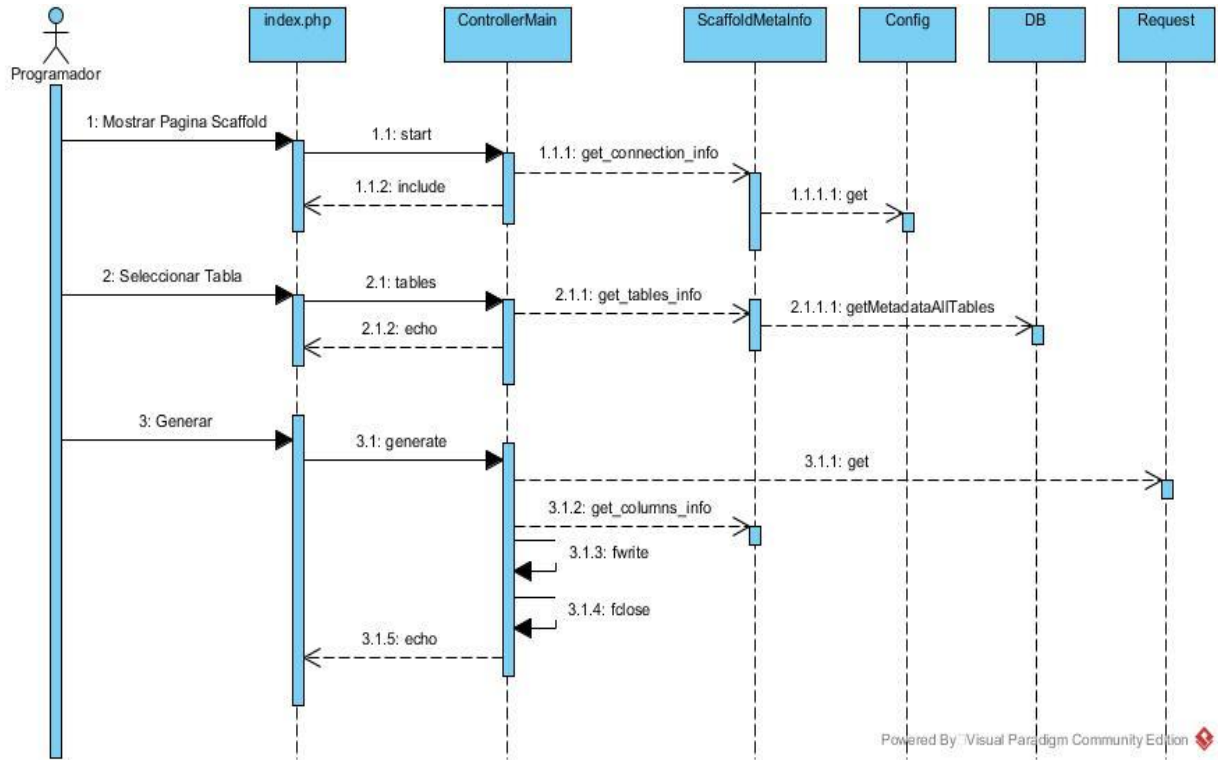 index.php
ControllerMain
ScaffoldMetaInfo
Config
DB
Request
Programador
1: Mostrar Pagina Scaffold
1.1: start
1.1.1: get_connection_info
1.1.2: include
1.1.1.1: get
2: Seleccionar Tabla
2.1: tables
2.1.1: get_tables_info
2.1.1.1: getMetadataAllTables
2.1.2: echo
3: Generar
3.1: generate
3.1.1: get
3.1.2: get_columns_info
3.1.3: fwrite
3.1.4: fclose
3.1.5: echo
Powered By Visual Paradigm Community Edition